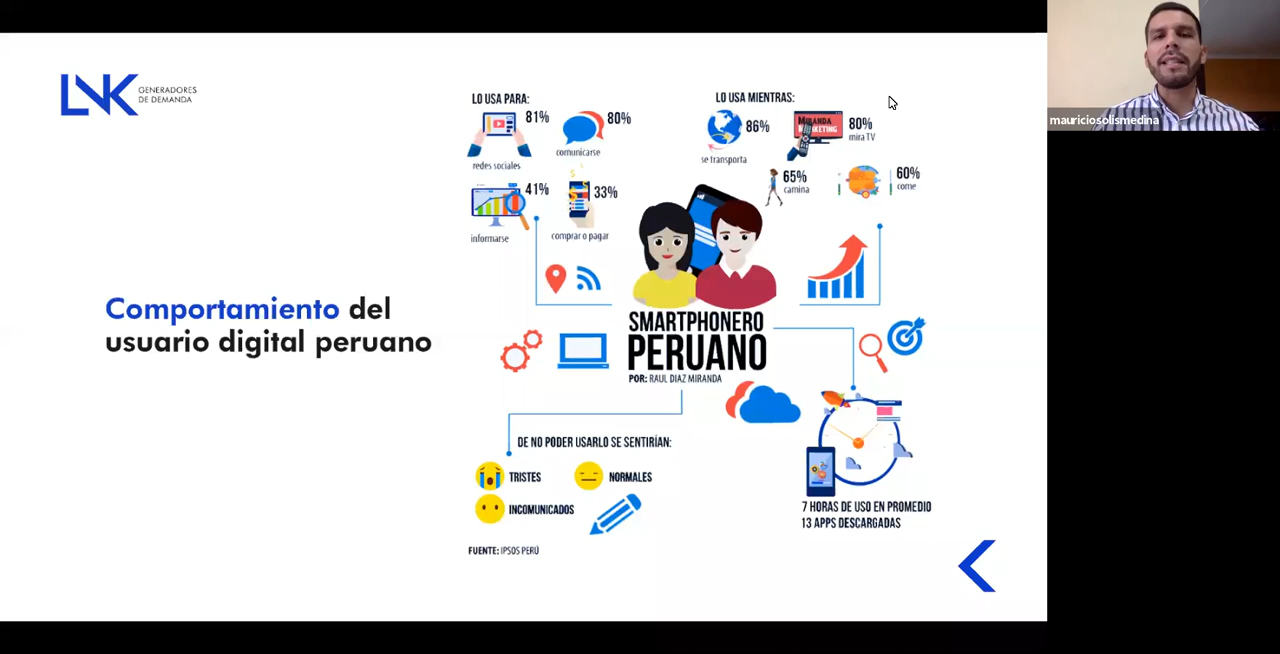 LNK
GENERADORES
DE DEMANDA
Comportamiento del
usuario digital peruano
LO USA PARA:
81%
redes sociales
80%
comunicarse
41%
informarse
33%
comprar o pagar
LO USA MIENTRAS:
86%
se transporta
MIRANDA
MARKETING
80%
mira TV
65%
camina
60%
come
SMARTPHONERO
PERUANO
POR: RAUL DIAZ MIRANDA
DE NO PODER USARLO SE SENTIRÍAN:
TRISTES
NORMALES
INCOMUNICADOS
7 HORAS DE USO EN PROMEDIO
13 APPS DESCARGADAS
FUENTE: IPSOS PERÚ
mauriciosolismedina